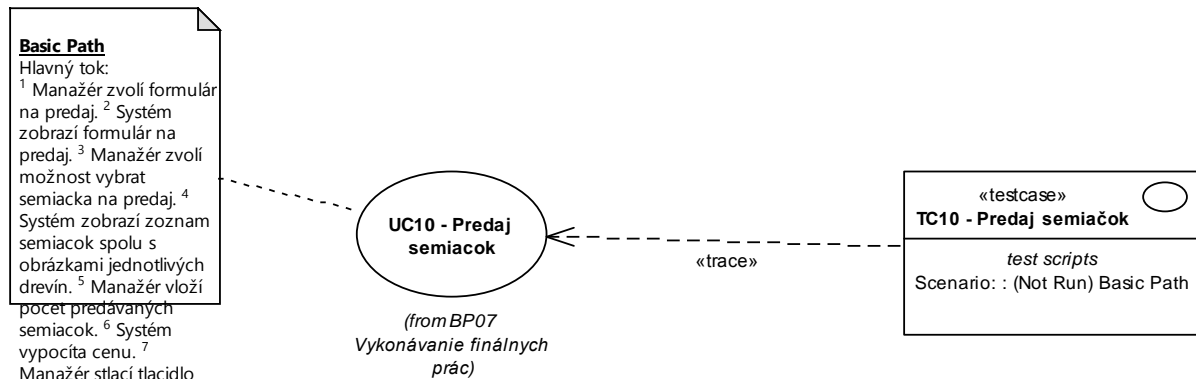 Basic Path
Hlavný tok:
¹ Manažér zvolí formulár
na predaj. ² Systém
zobrazí formulár na
predaj. ³ Manažér zvolí
možnost vybrat
semiacka na predaj. ⁴
Systém zobrazí zoznam
semiacok spolu s
obrázkami jednotlivých
drevín. ⁵ Manažér vloží
pocet predávaných
semiacok. ⁶ Systém
vypocíta cenu. ⁷
Manažér stlací tlacidlo
UC10 - Predaj
semiacok
(from BP07
Vykonávanie finálnych
prác)
«trace»
«testcase»
TC10 - Predaj semiačok
test scripts
Scenario: : (Not Run) Basic Path